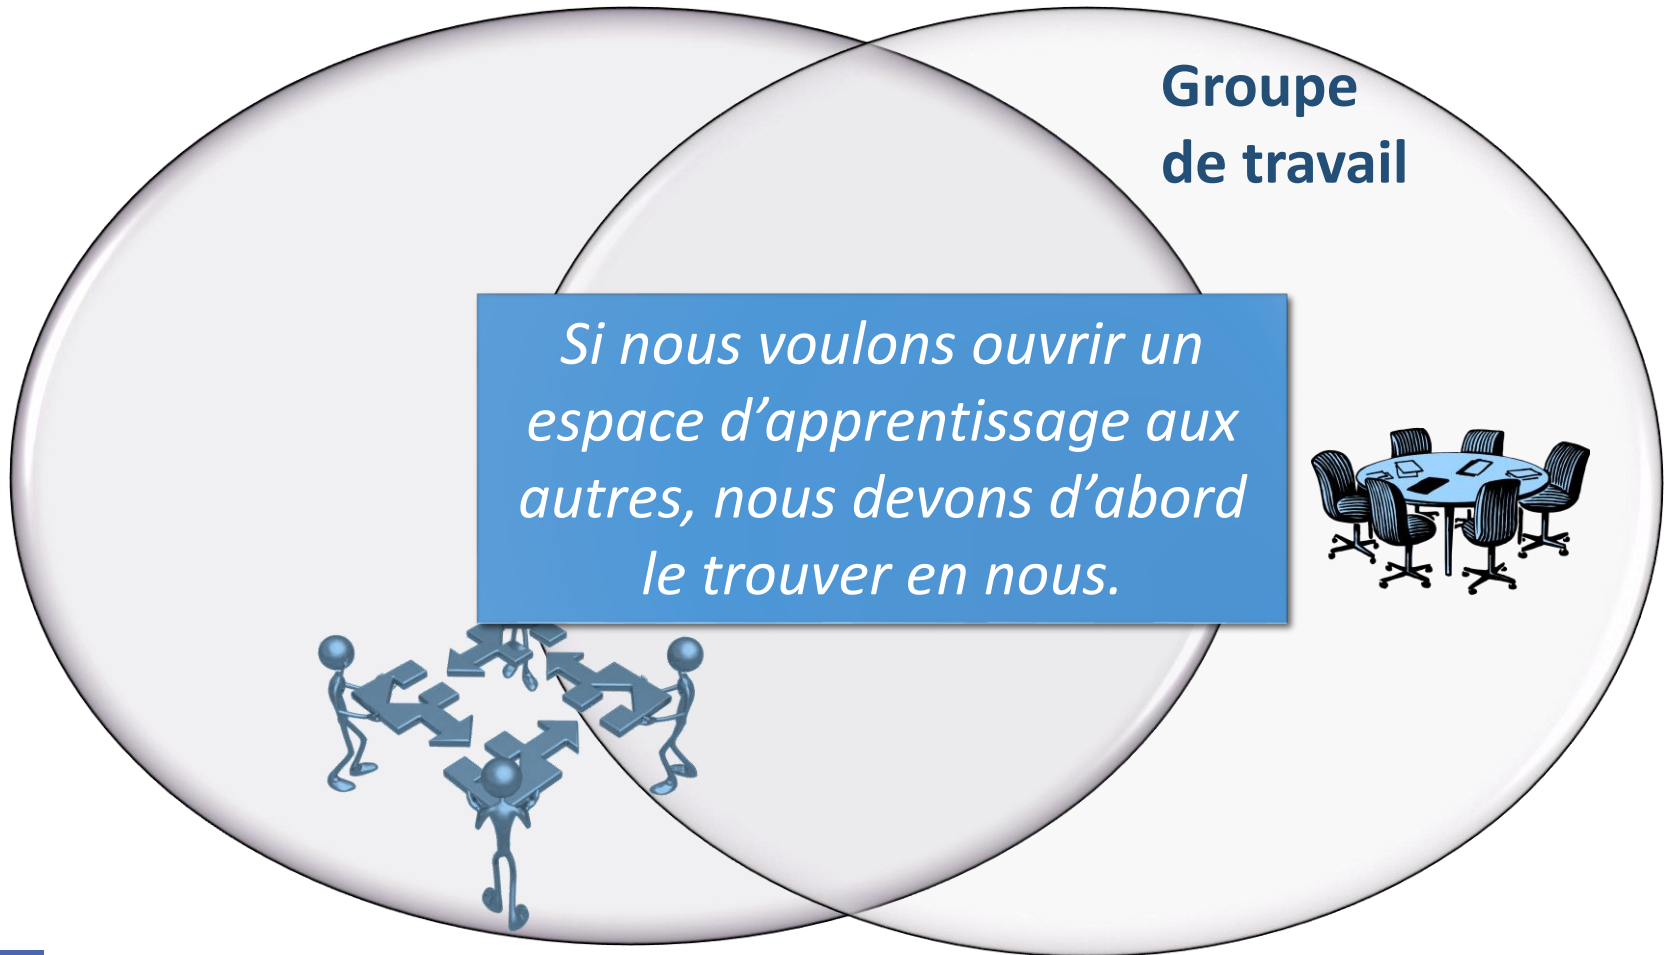 Groupe
de travail
Si nous voulons ouvrir un
espace d’apprentissage aux
autres, nous devons d’abord
le trouver en nous.